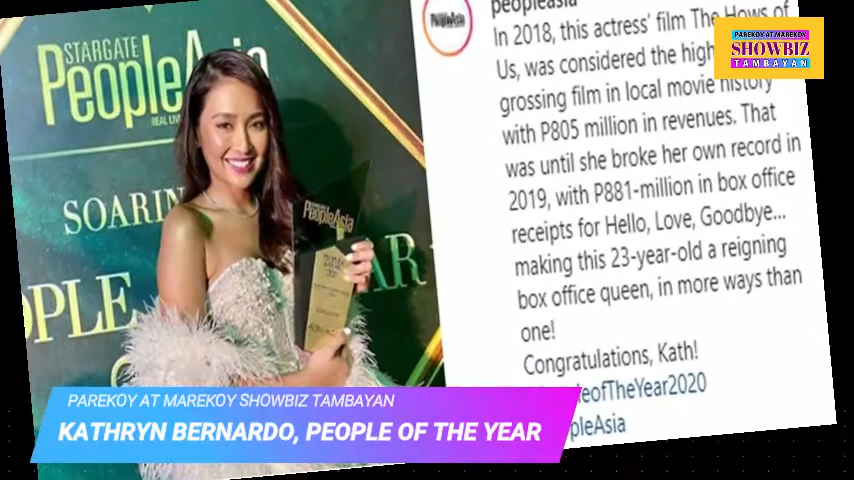 STARGATE
PeopleAsia
SOARIN
OPLE
AR
PeopleAsia
peopleasia
In 2018, this actress' film The Hows of
Us, was considered the high
grossing film in local movie history
with P805 million in revenues. That
was until she broke her own record in
2019, with P881-million in box office
receipts for Hello, Love, Goodbye...
making this 23-year-old a reigning
box office queen, in more ways than
one!
Congratulations, Kath!
leofTheYear2020
pleAsia
PAREKOY AT MAREKOY
SHOWBIZ
TAMBAYAN
PAREKOY AT MAREKOY SHOWBIZ TAMBAYAN
KATHRYN BERNARDO, PEOPLE OF THE YEAR